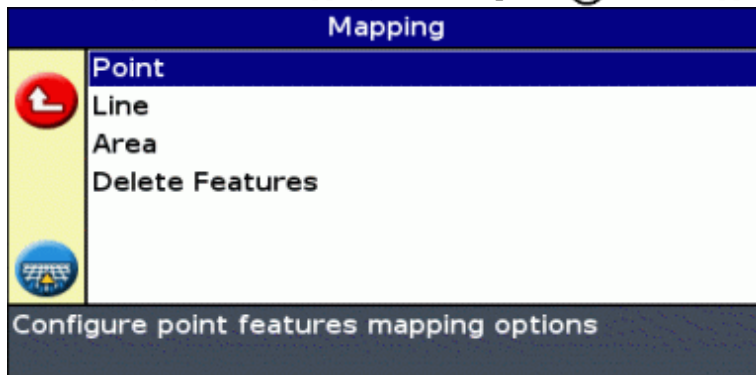 Mapping
Point
Line
Area
Delete Features
Configure point features mapping options